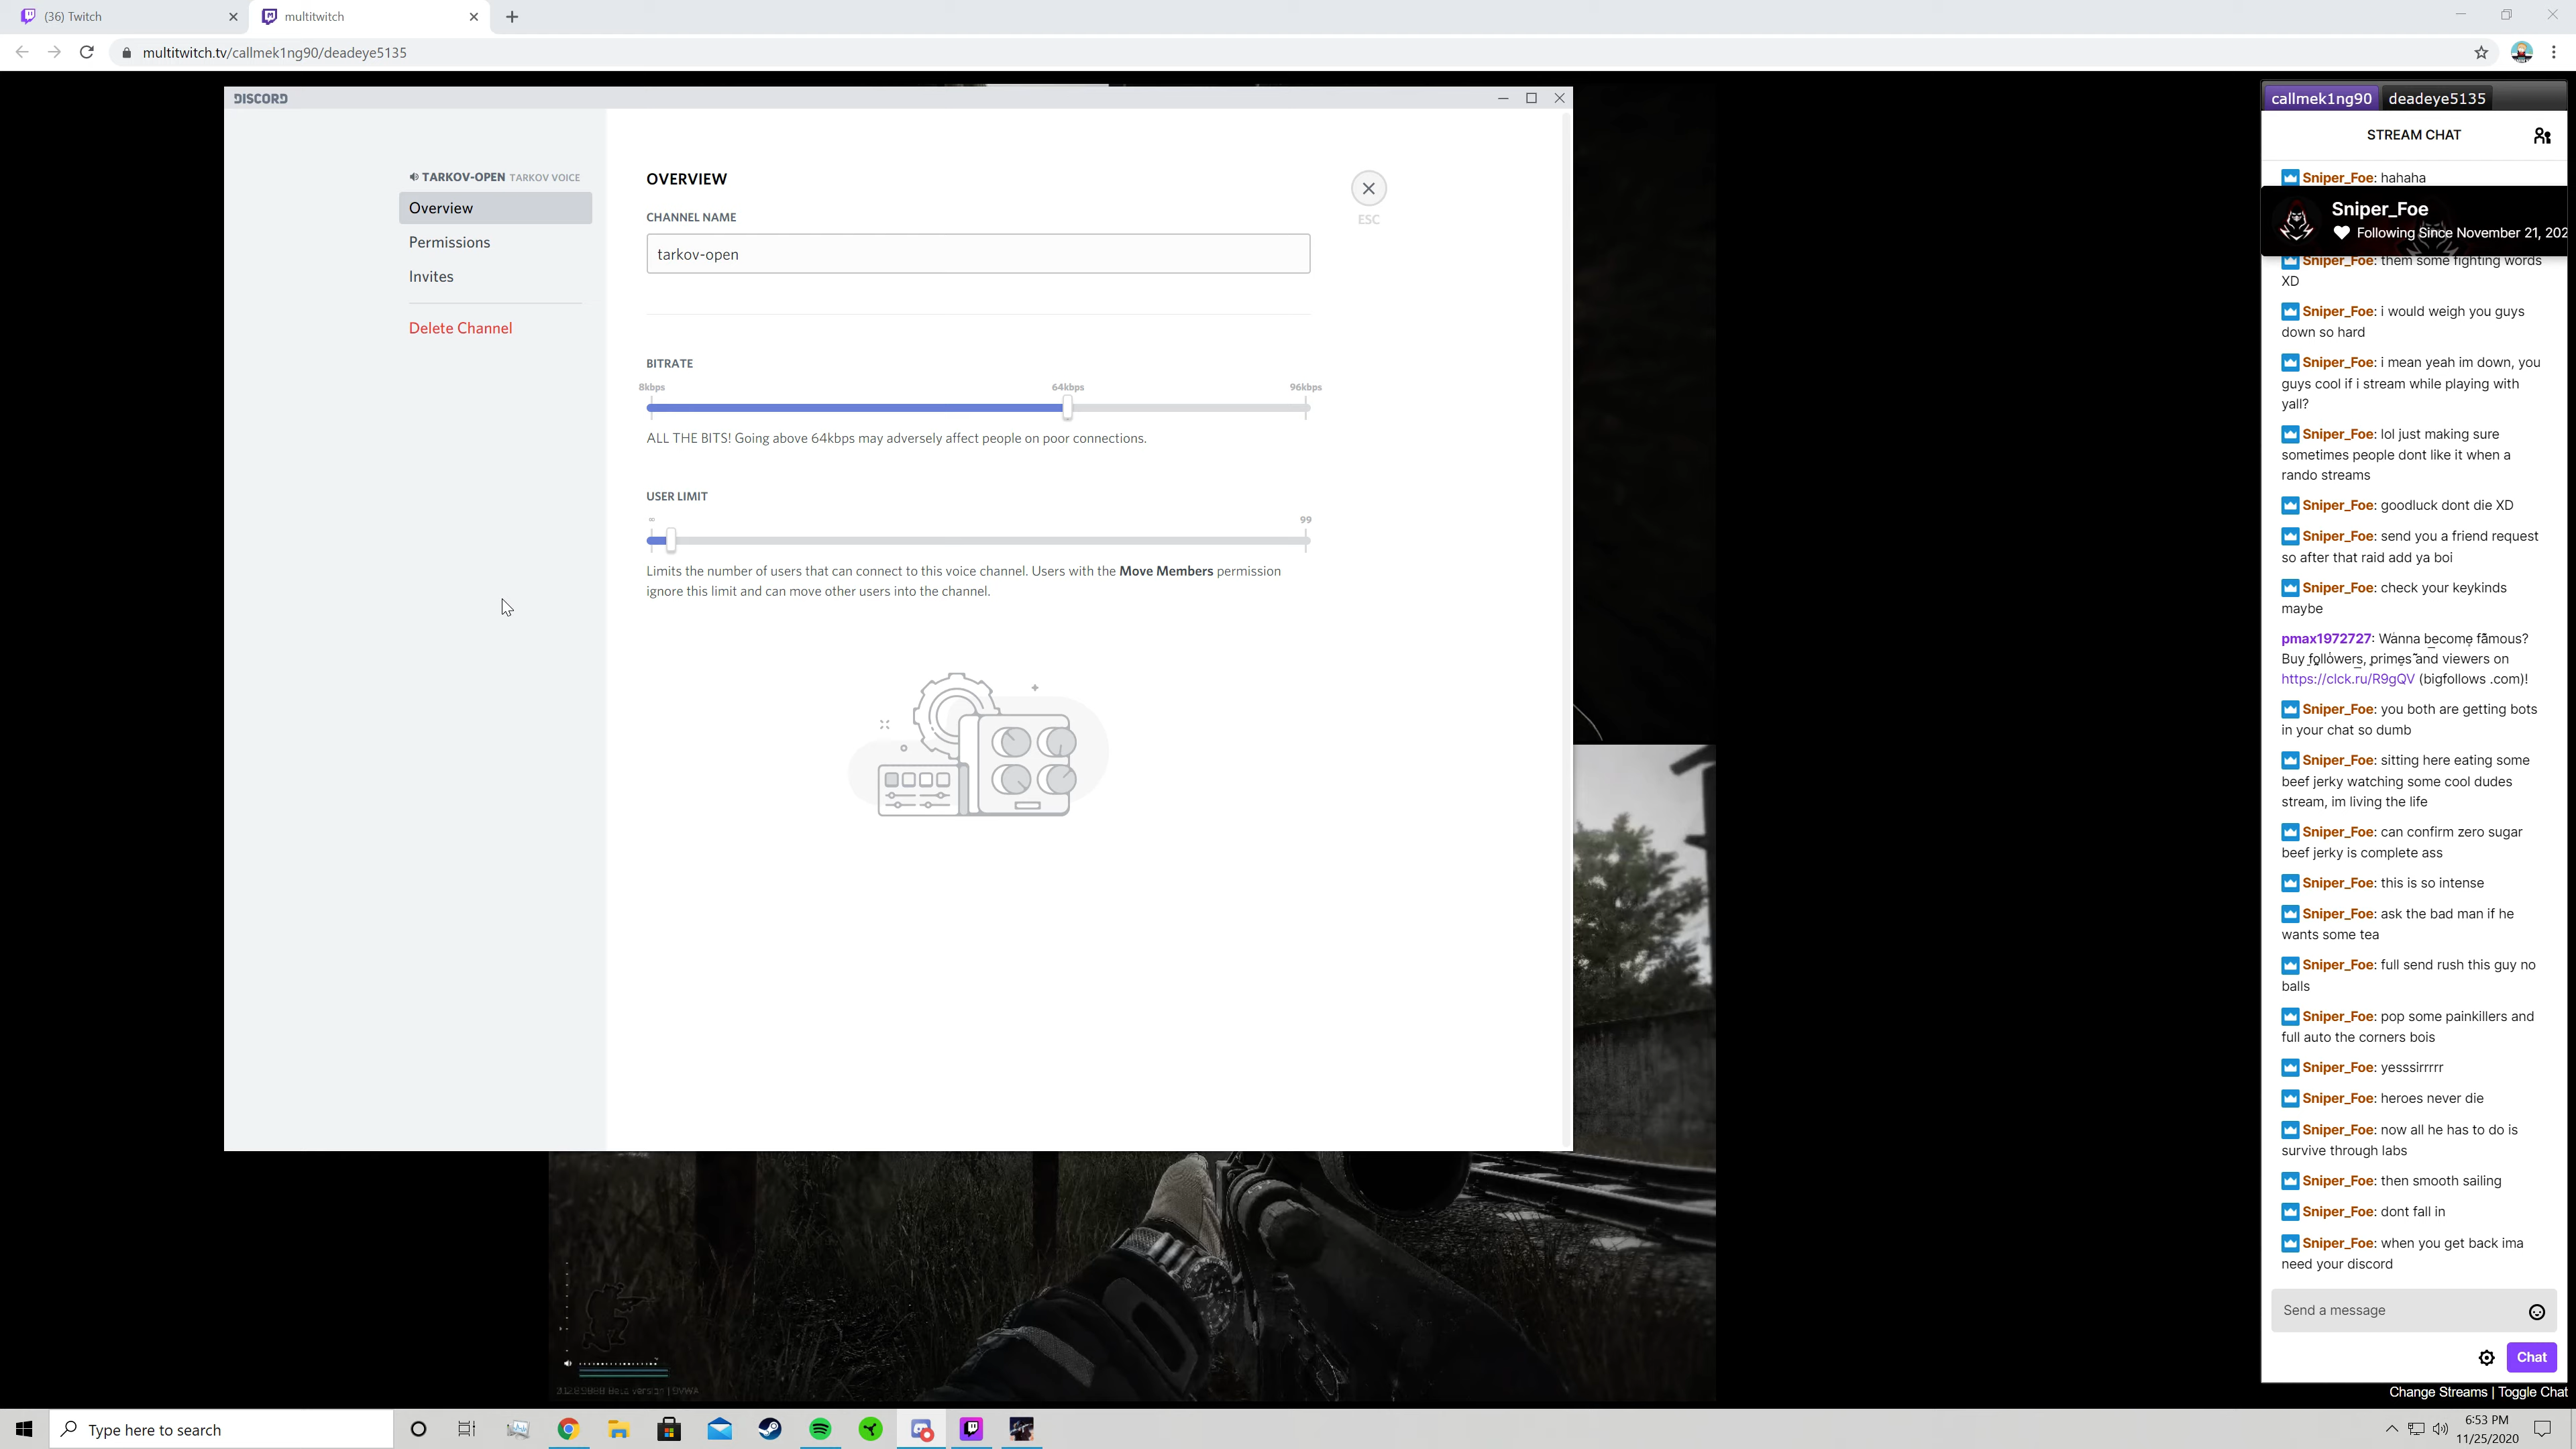 (36) Twitch
multitwitch
multitwitch.tv/callmek1ng90/deadeye5135
DISCORD
TARKOV-OPEN TARKOV VOICE
Overview
Permissions
Invites
Delete Channel
OVERVIEW
ESC
CHANNEL NAME
tarkov-open
BITRATE
8kbps 64kbps 96kbps
ALL THE BITS! Going above 64kbps may adversely affect people on poor connections.
USER LIMIT
∞ 99
Limits the number of users that can connect to this voice channel. Users with the Move Members permission
ignore this limit and can move other users into the channel.
callmek1ng90 deadeye5135
STREAM CHAT
Sniper_Foe: hahaha
Sniper_Foe
Following Since November 21, 202
Sniper_Foe: them some fighting words
XD
Sniper_Foe: i would weigh you guys
down so hard
Sniper_Foe: i mean yeah im down, you
guys cool if i stream while playing with
yall?
Sniper_Foe: lol just making sure
sometimes people dont like it when a
rando streams
Sniper_Foe: goodluck dont die XD
Sniper_Foe: send you a friend request
so after that raid add ya boi
Sniper_Foe: check your keykinds
maybe
pmax1972727: Wanna become famous?
Buy followers, primes and viewers on
https://clck.ru/R9gQV (bigfollows .com)!
Sniper_Foe: you both are getting bots
in your chat so dumb
Sniper_Foe: sitting here eating some
beef jerky watching some cool dudes
stream, im living the life
Sniper_Foe: can confirm zero sugar
beef jerky is complete ass
Sniper_Foe: this is so intense
Sniper_Foe: ask the bad man if he
wants some tea
Sniper_Foe: full send rush this guy no
balls
Sniper_Foe: pop some painkillers and
full auto the corners bois
Sniper_Foe: yesssirrrrr
Sniper_Foe: heroes never die
Sniper_Foe: now all he has to do is
survive through labs
Sniper_Foe: then smooth sailing
Sniper_Foe: dont fall in
Sniper_Foe: when you get back ima
need your discord
Send a message
Chat
Change Streams | Toggle Chat
Type here to search
6:53 PM
11/25/2020